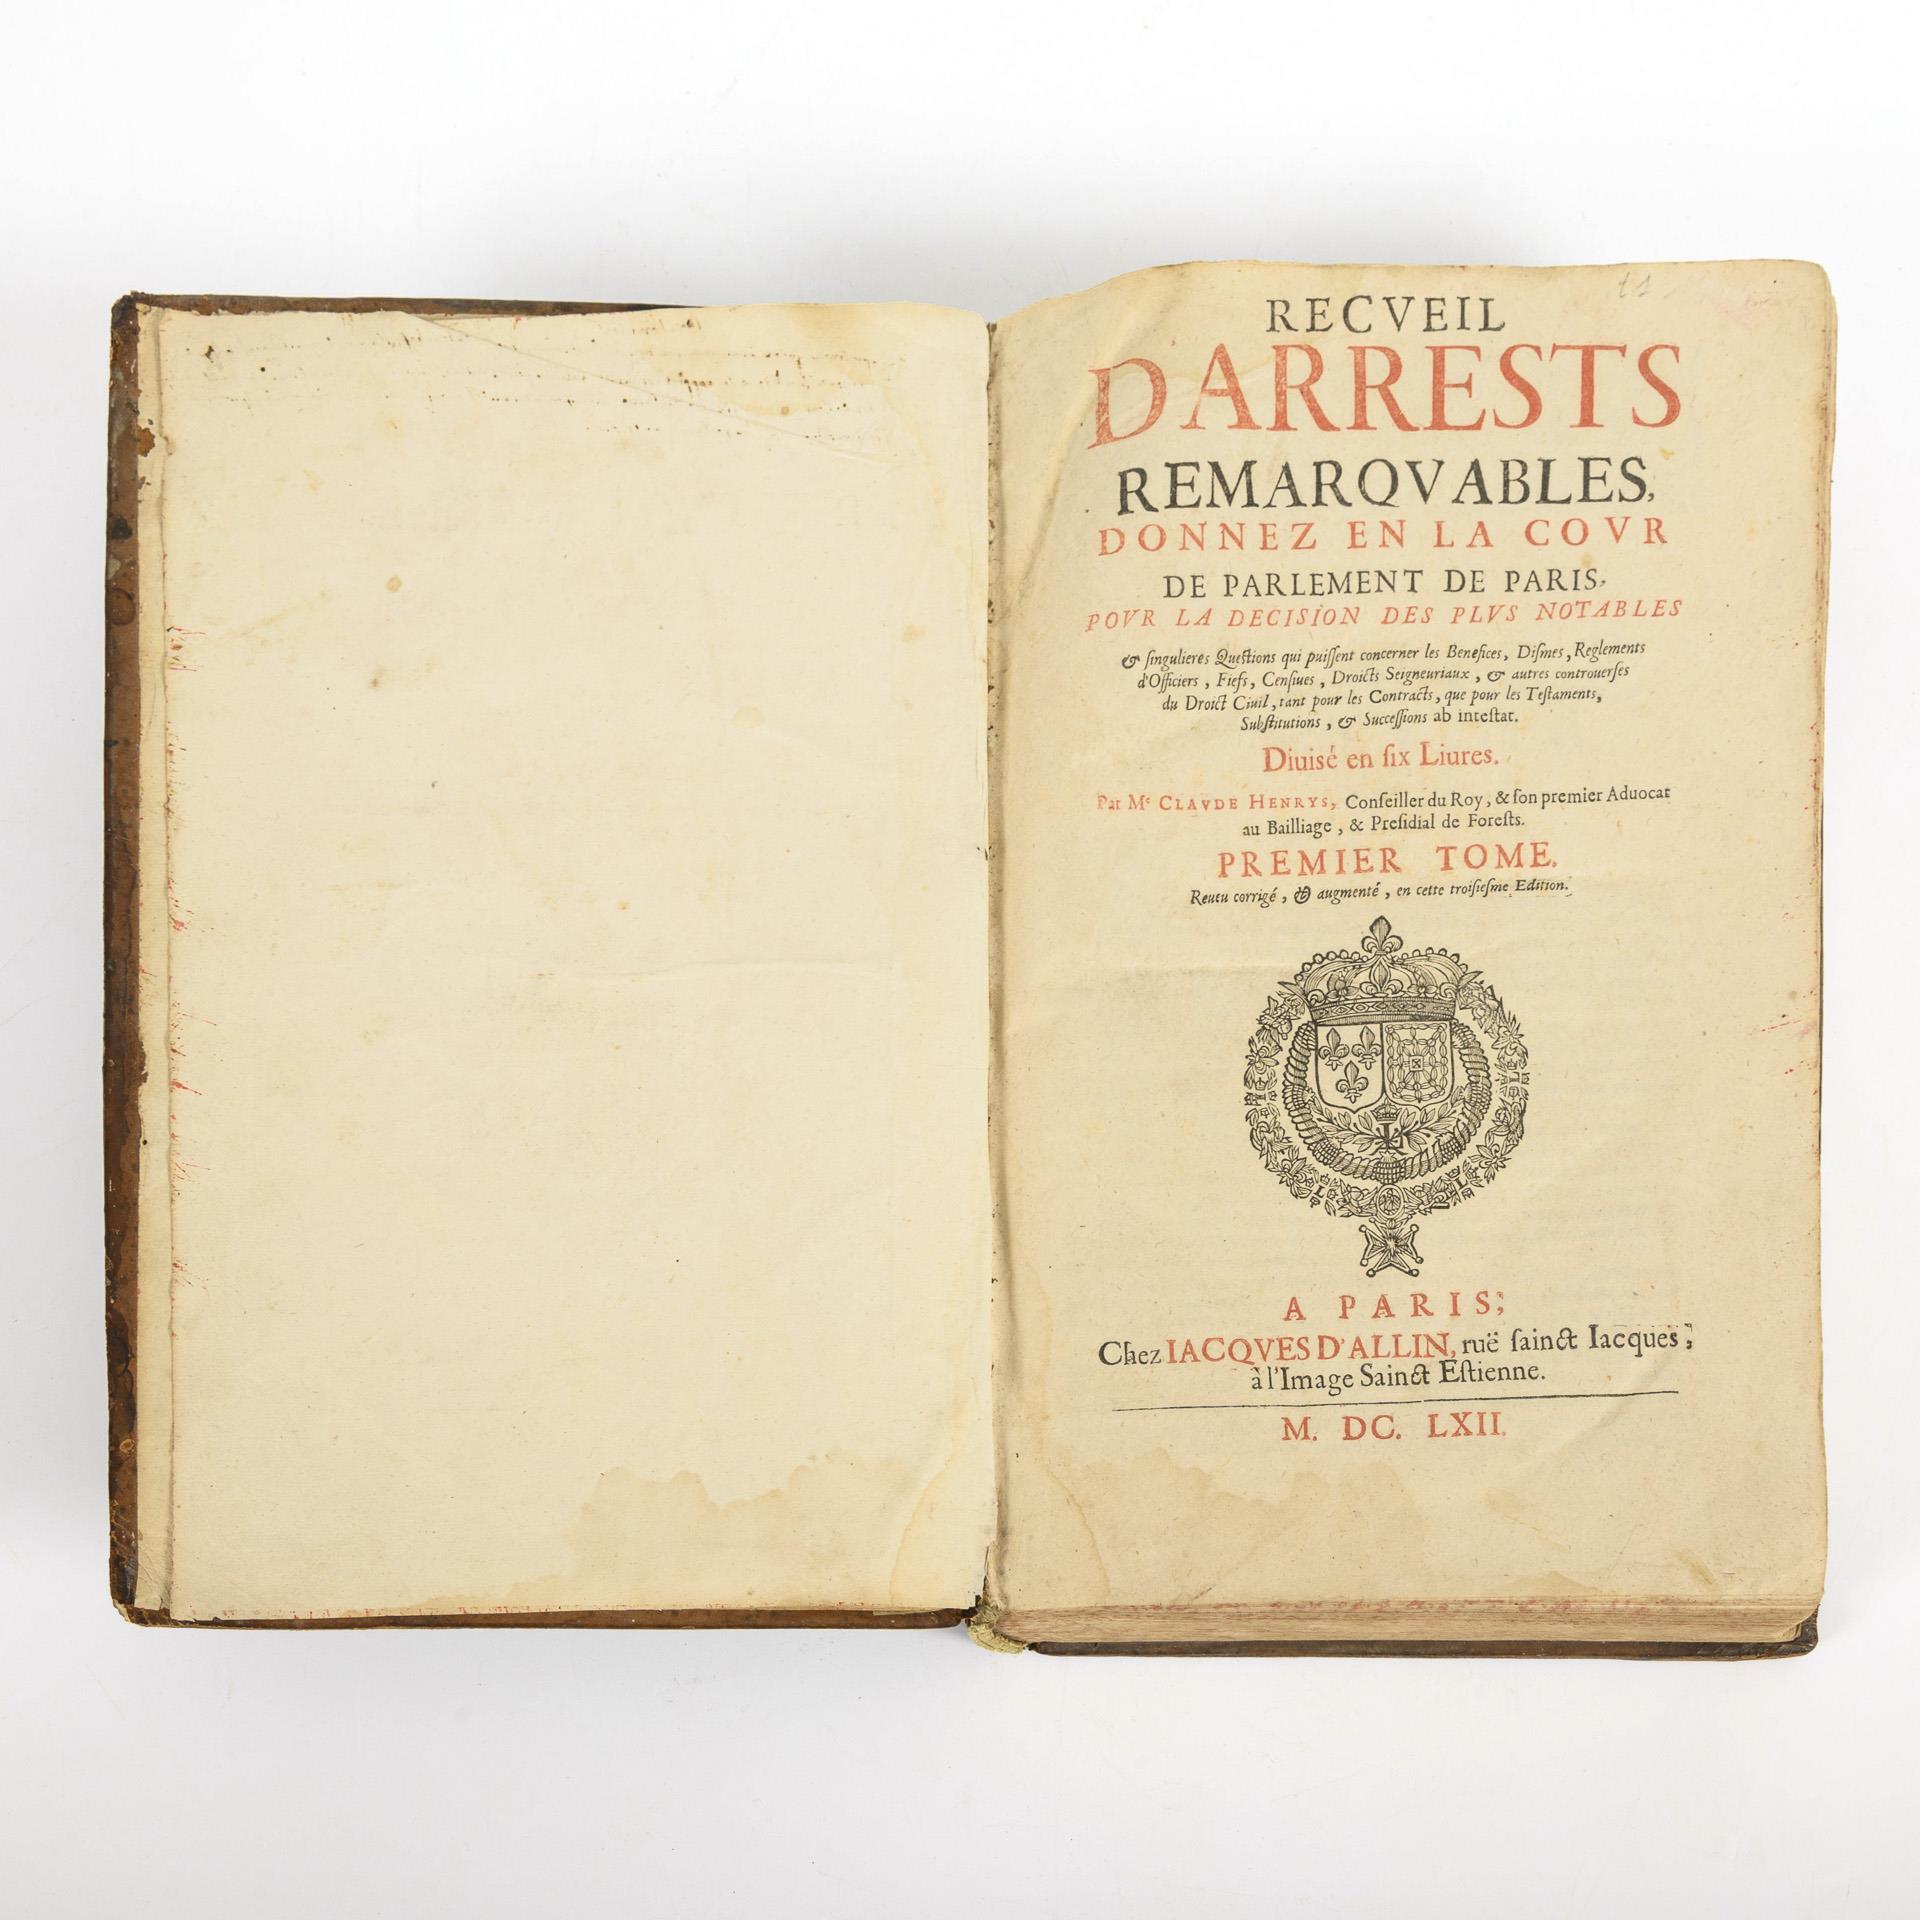 t1
RECVEIL
DARRESTS
REMARQVABLES,
DONNEZ EN LA COVR
DE PARLEMENT DE PARIS,
POVR LA DECISION DES PLVS NOTABLES
& ſingulieres Queſtions qui puiſſent concerner les Benefices, Diſmes, Reglements
d'Officiers, Fiefs, Cenſiues, Droicts Seigneuriaux, & autres controuerſes
du Droict Ciuil, tant pour les Contracts, que pour les Teſtaments,
Subſtitutions, & Succeſſions ab inteſtat.
Diuisé en ſix Liures.
Par Me CLAVDE HENRYS, Conſeiller du Roy, & ſon premier Aduocat
au Bailliage, & Preſidial de Foreſts.
PREMIER TOME.
Reueu corrigé, & augmenté, en cette troiſieſme Edition.
A PARIS;
Chez IACQVES D'ALLIN, ruë ſainct Iacques;
à l'Image Sainct Eſtienne.
M. DC. LXII.